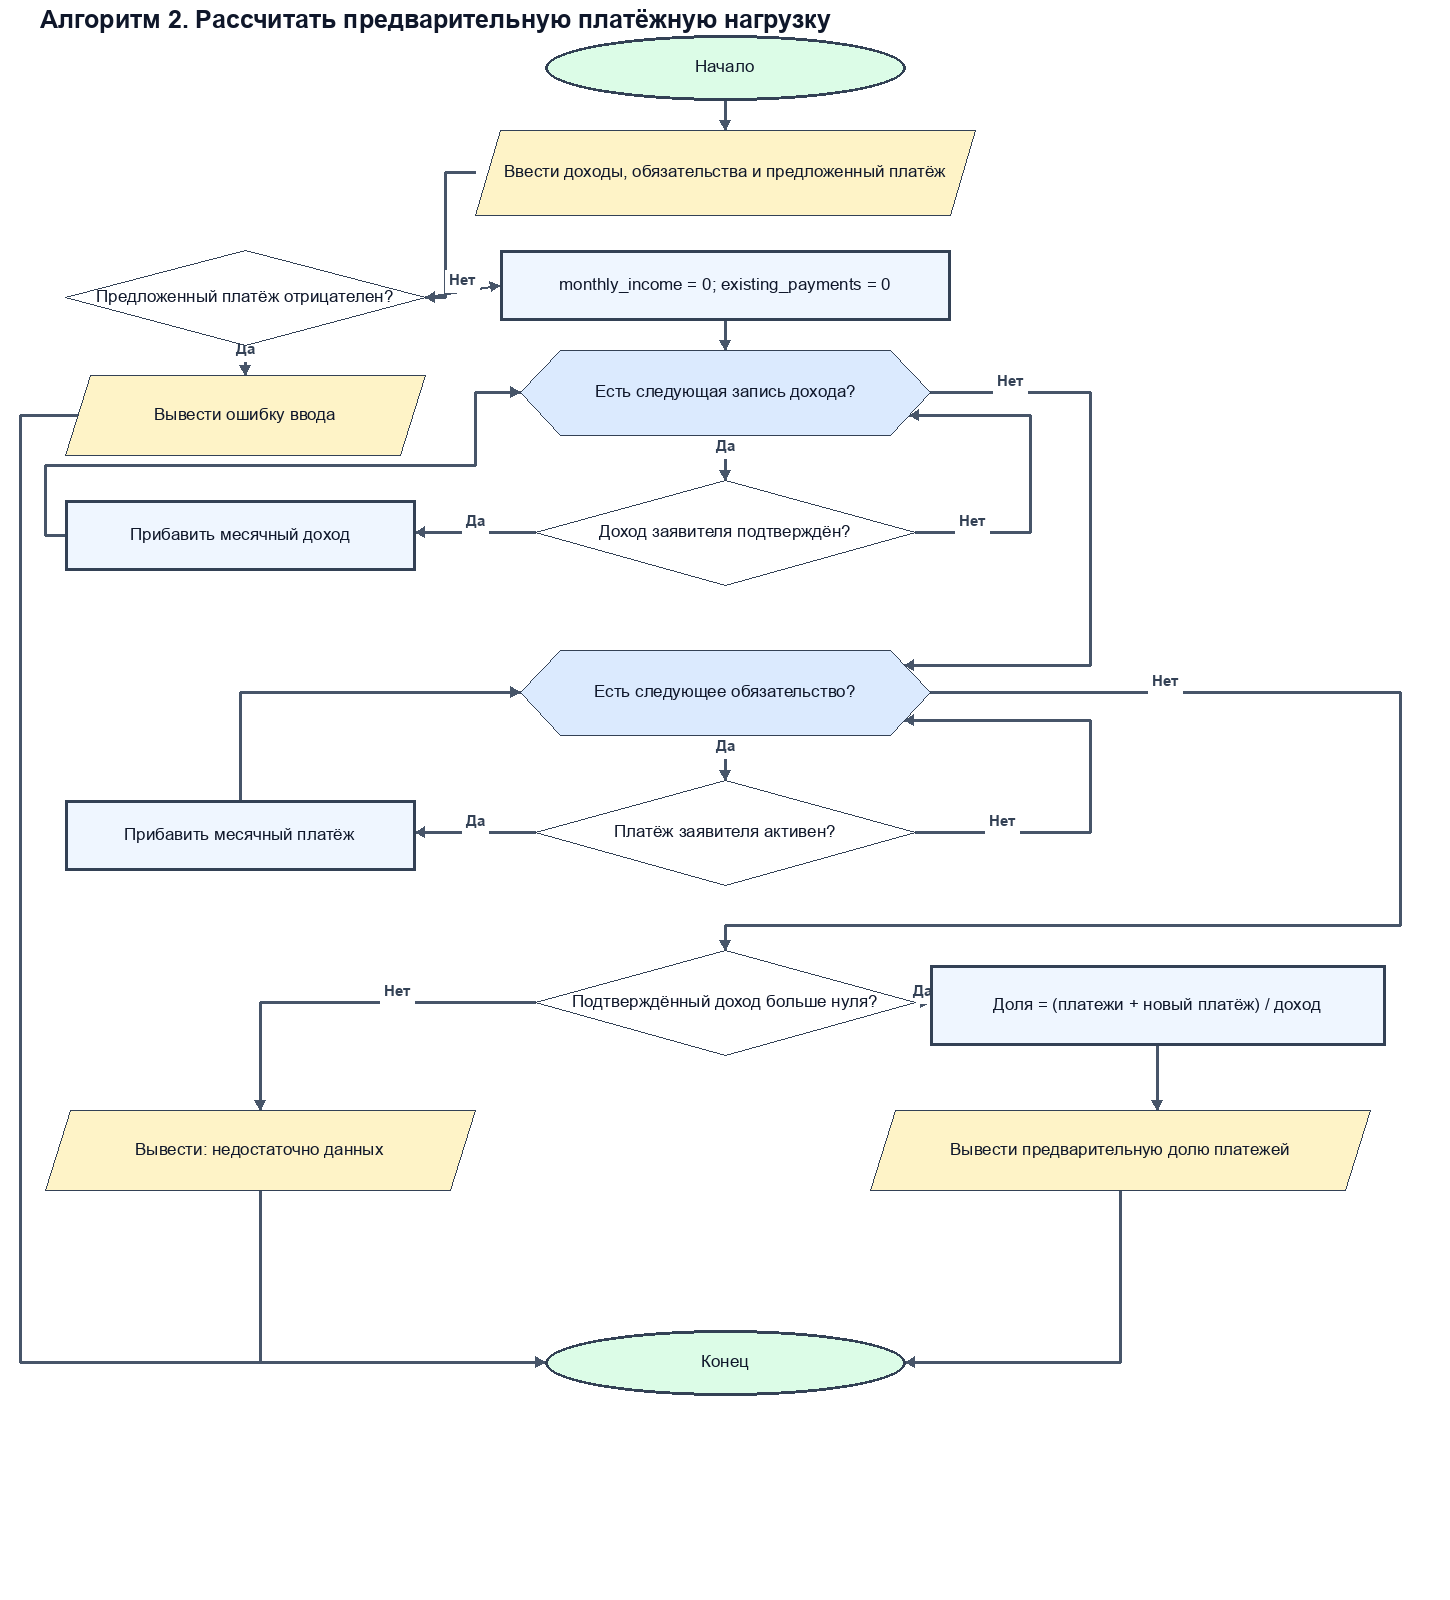 Алгоритм 2. Рассчитать предварительную платёжную нагрузку
Начало
Ввести доходы, обязательства и предложенный платёж
Предложенный платёж отрицателен?
Нет
monthly_income = 0; existing_payments = 0
Да
Вывести ошибку ввода
Есть следующая запись дохода?
Нет
Да
Прибавить месячный доход
Да
Доход заявителя подтверждён?
Нет
Есть следующее обязательство?
Нет
Да
Прибавить месячный платёж
Да
Платёж заявителя активен?
Нет
Нет
Подтверждённый доход больше нуля?
Да
Доля = (платежи + новый платёж) / доход
Вывести: недостаточно данных
Вывести предварительную долю платежей
Конец